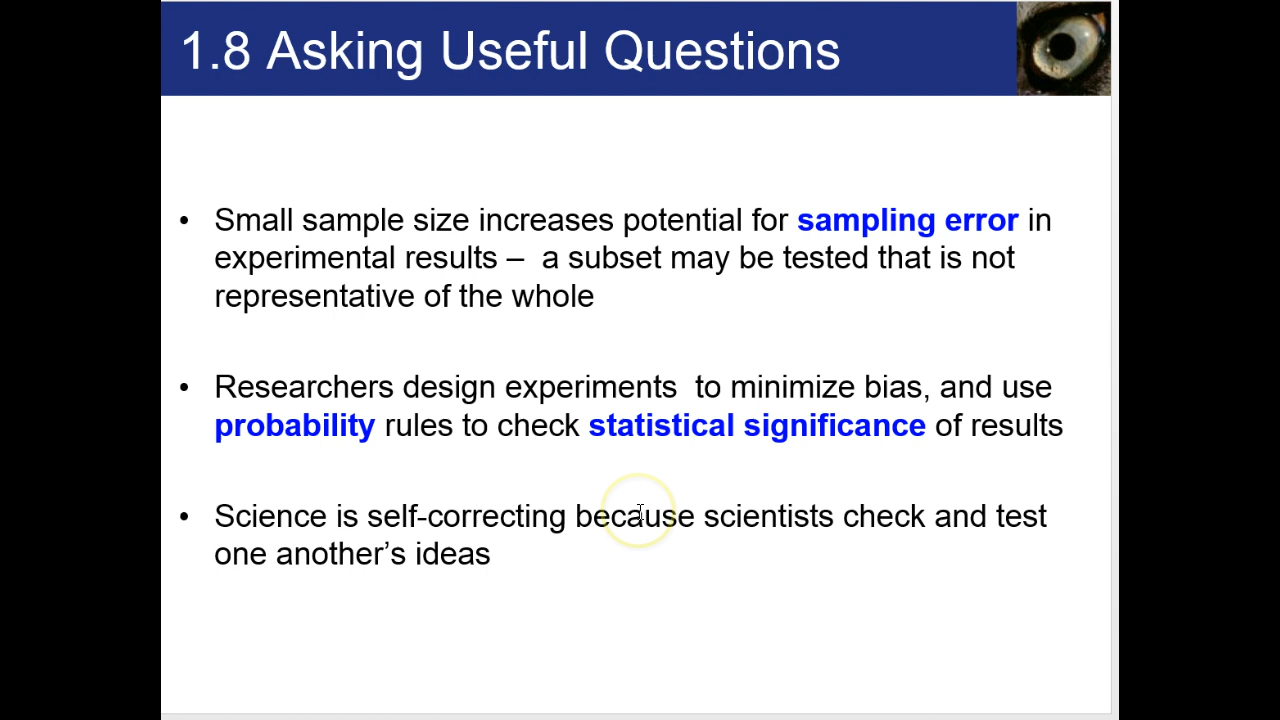 1.8 Asking Useful Questions
• Small sample size increases potential for sampling error in
experimental results – a subset may be tested that is not
representative of the whole
• Researchers design experiments to minimize bias, and use
probability rules to check statistical significance of results
• Science is self-correcting because scientists check and test
one another’s ideas